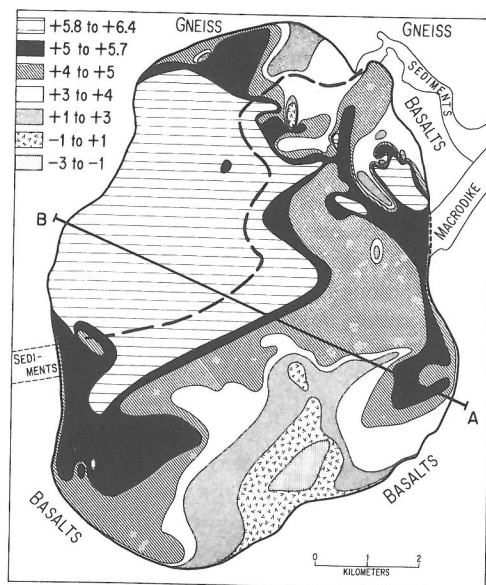 +5.8 to +6.4
+5 to +5.7
+4 to +5
+3 to +4
+1 to +3
-1 to +1
-3 to -1
GNEISS
GNEISS
SEDIMENTS
BASALTS
MACRODIKE
B
SEDI-
MENTS
A
BASALTS
BASALTS
0 1 2
KILOMETERS